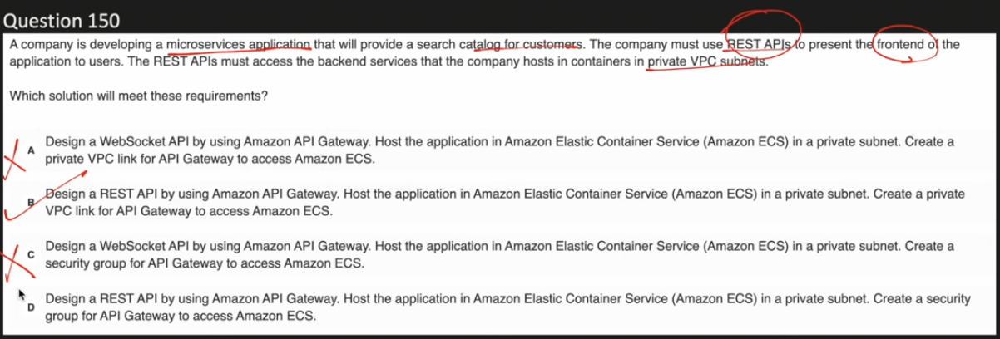 Question 150
A company is developing a microservices application that will provide a search catalog for customers. The company must use REST APIs to present the frontend of the
application to users. The REST APIs must access the backend services that the company hosts in containers in private VPC subnets.
Which solution will meet these requirements?
A
Design a WebSocket API by using Amazon API Gateway. Host the application in Amazon Elastic Container Service (Amazon ECS) in a private subnet. Create a
private VPC link for API Gateway to access Amazon ECS.
B
Design a REST API by using Amazon API Gateway. Host the application in Amazon Elastic Container Service (Amazon ECS) in a private subnet. Create a private
VPC link for API Gateway to access Amazon ECS.
C
Design a WebSocket API by using Amazon API Gateway. Host the application in Amazon Elastic Container Service (Amazon ECS) in a private subnet. Create a
security group for API Gateway to access Amazon ECS.
D
Design a REST API by using Amazon API Gateway. Host the application in Amazon Elastic Container Service (Amazon ECS) in a private subnet. Create a security
group for API Gateway to access Amazon ECS.